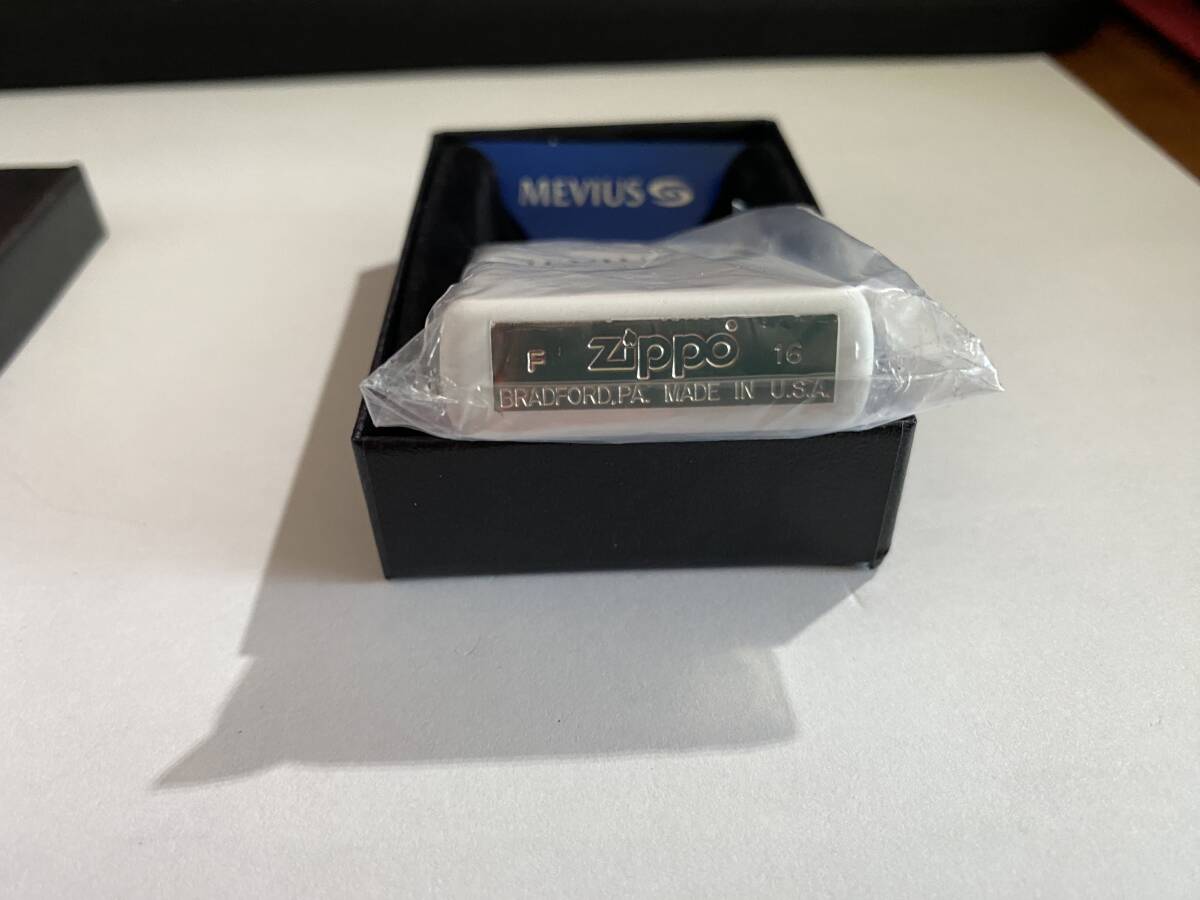 MEVIUS
F zippo 16
BRADFORD,PA. MADE IN U.S.A.